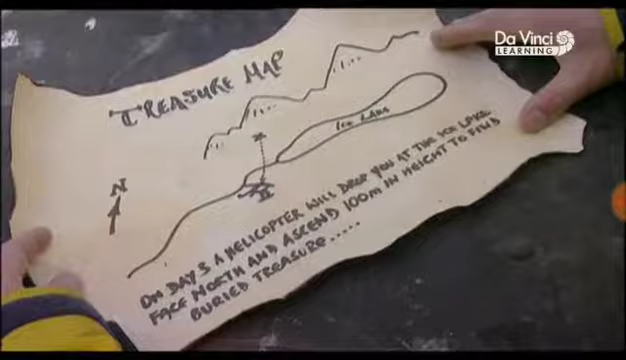 Da Vinci
LEARNING
TREASURE MAP
ICE LAKE
N
ON DAY 3 A HELICOPTER WILL DROP YOU AT THE ICE LAKE.
FACE NORTH AND ASCEND 100M IN HEIGHT TO FIND
BURIED TREASURE.....